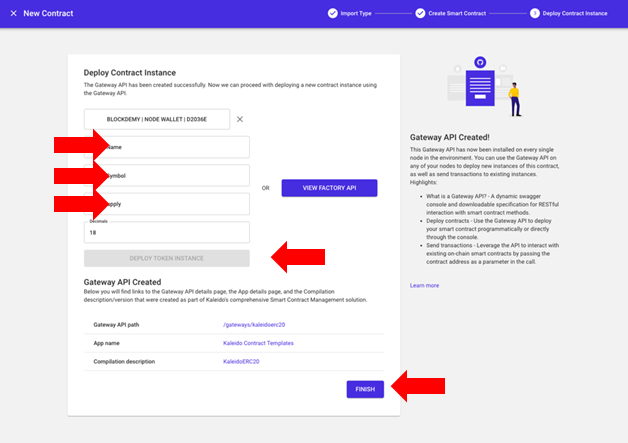 New Contract
Import Type
Create Smart Contract
3
Deploy Contract Instance
Deploy Contract Instance
The Gateway API has been created successfully. Now we can proceed with deploying a new contract instance using
the Gateway API.
BLOCKDEMY | NODE WALLET | D2036E
Name
ymbol
pply
Decimals
18
DEPLOY TOKEN INSTANCE
OR
VIEW FACTORY API
Gateway API Created
Below you will find links to the Gateway API details page, the App details page, and the Compilation
description/version that were created as part of Kaleido's comprehensive Smart Contract Management solution.
Gateway API path
/gateways/kaleidoerc20
App name
Kaleido Contract Templates
Compilation description
KaleidoERC20
FINISH
Gateway API Created!
This Gateway API has now been installed on every single
node in the environment. You can use the Gateway API on
any of your nodes to deploy new instances of this contract,
as well as send transactions to existing instances.
Highlights:
• What is a Gateway API? - A dynamic swagger
console and downloadable specification for RESTful
interaction with smart contract methods.
• Deploy contracts - Use the Gateway API to deploy
your smart contract programmatically or directly
through the console.
• Send transactions - Leverage the API to interact with
existing on-chain smart contracts by passing the
contract address as a parameter in the call.
Learn more